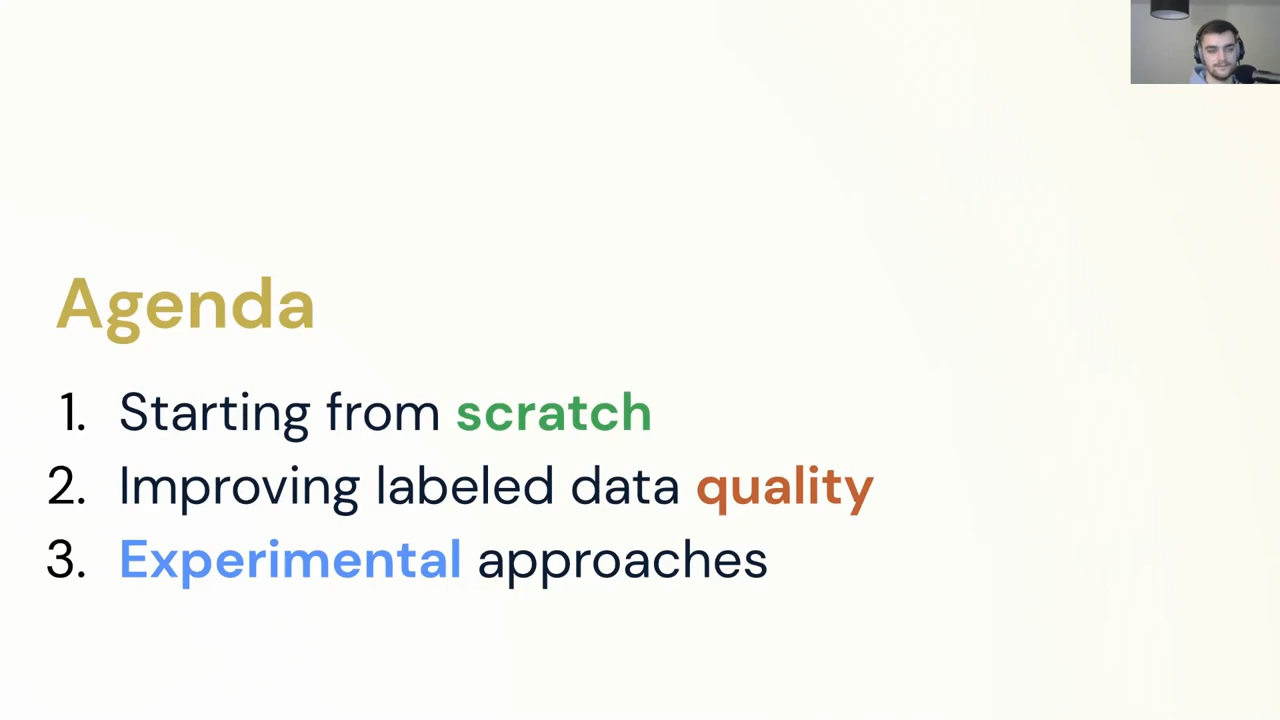 Agenda
1. Starting from scratch
2. Improving labeled data quality
3. Experimental approaches